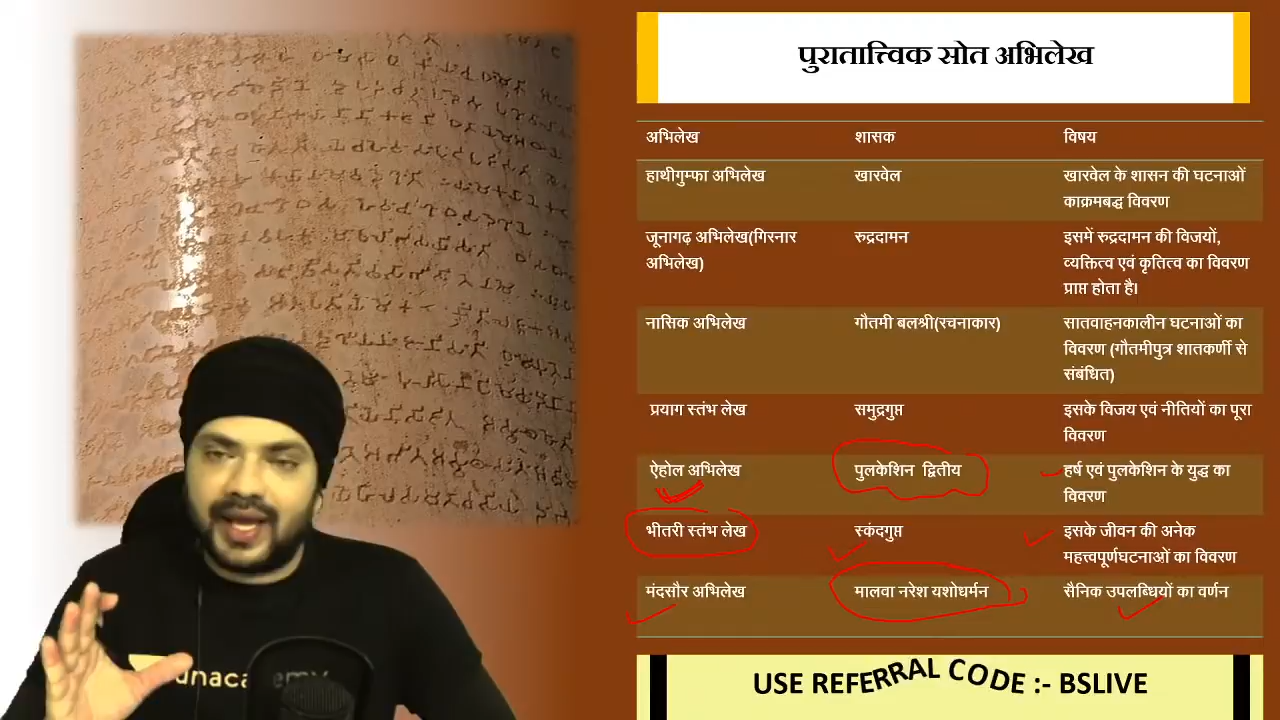 पुरातात्त्विक सोत अभिलेख
अभिलेख शासक विषय
हाथीगुम्फा अभिलेख खारवेल खारवेल के शासन की घटनाओं
काक्रमबद्ध विवरण
जूनागढ़ अभिलेख(गिरनार रुद्रदामन इसमें रुद्रदामन की विजयों,
अभिलेख) व्यक्तित्व एवं कृतित्व का विवरण
प्राप्त होता है।
नासिक अभिलेख गौतमी बलश्री(रचनाकार) सातवाहनकालीन घटनाओं का
विवरण (गौतमीपुत्र शातकर्णी से
संबंधित)
प्रयाग स्तंभ लेख समुद्रगुप्त इसके विजय एवं नीतियों का पूरा
विवरण
ऐहोल अभिलेख पुलकेशिन द्वितीय हर्ष एवं पुलकेशिन के युद्ध का
विवरण
भीतरी स्तंभ लेख स्कंदगुप्त इसके जीवन की अनेक
महत्त्वपूर्णघटनाओं का विवरण
मंदसौर अभिलेख मालवा नरेश यशोधर्मन सैनिक उपलब्धियों का वर्णन
USE REFERRAL CODE :- BSLIVE